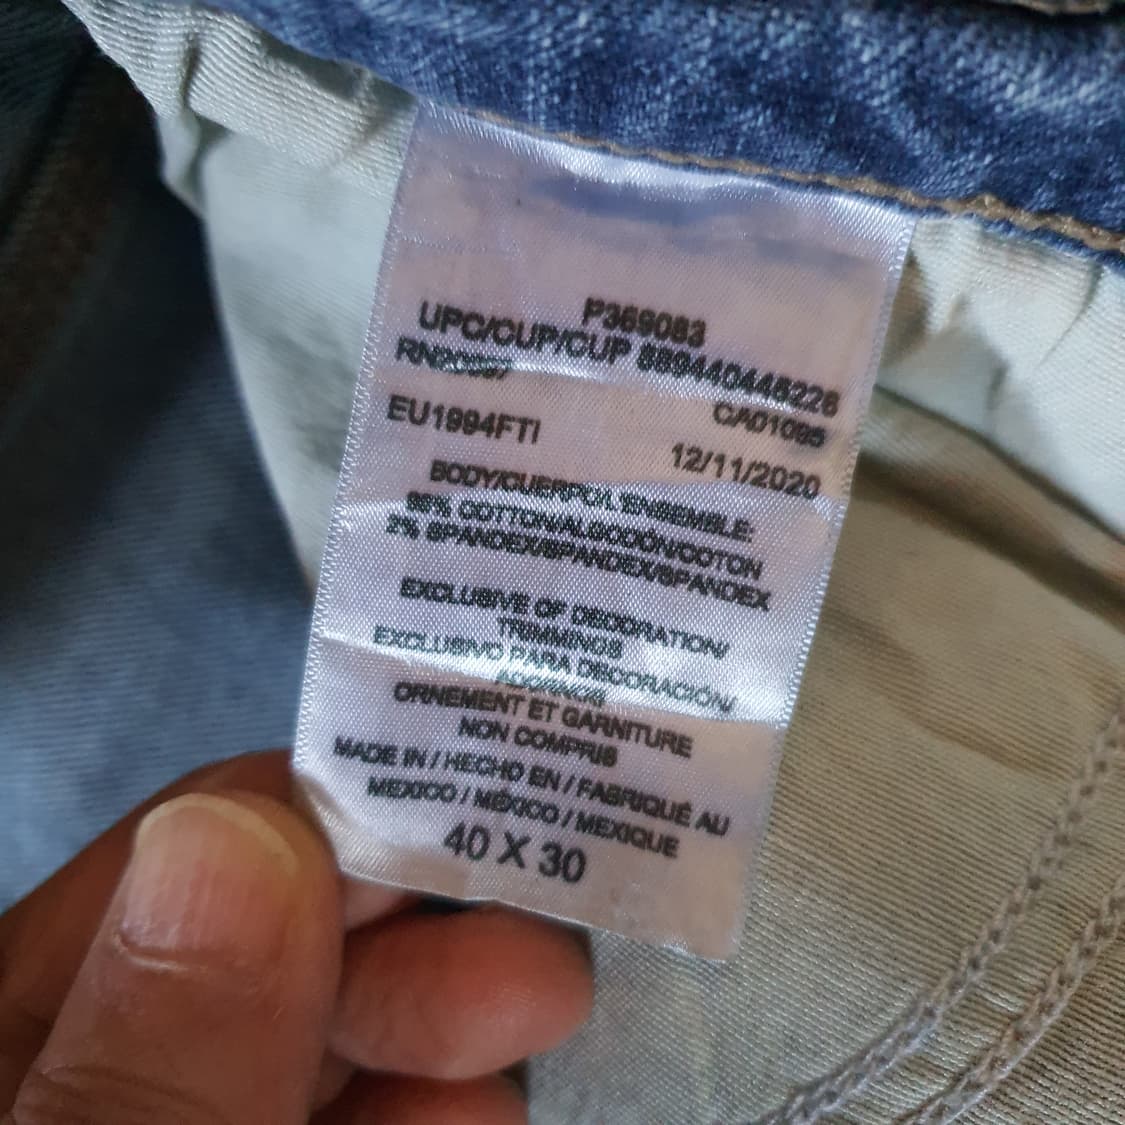 P369083
UPC/CUP/CUP 889440448226
EU1994FTI
12/11/2020
BODY/CUERPO/L'ENSEMBLE:
98% COTTON/ALGODÓN/COTON
2% SPANDEX/SPANDEX/SPANDEX
EXCLUSIVE OF DECORATION/
TRIMMINGS
EXCLUSIVO PARA DECORACIÓN/
ADORNOS
ORNEMENT ET GARNITURE
NON COMPRIS
MADE IN / HECHO EN / FABRIQUÉ AU
MEXICO / MÉXICO / MEXIQUE
40 X 30